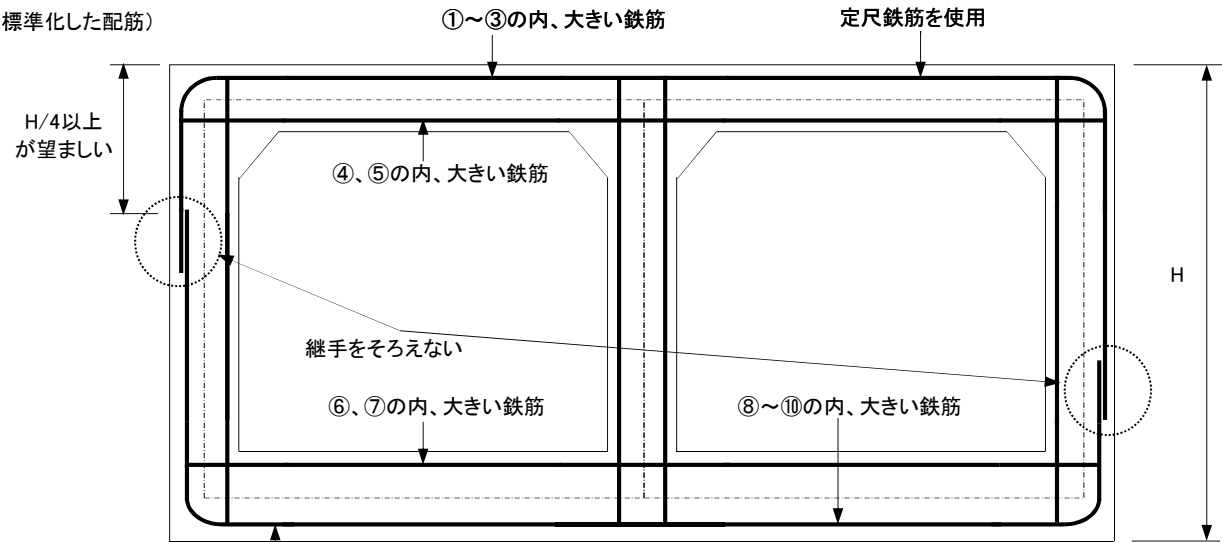 標準化した配筋)
①～③の内、大きい鉄筋
定尺鉄筋を使用
H/4以上
が望ましい
④、⑤の内、大きい鉄筋
H
継手をそろえない
⑥、⑦の内、大きい鉄筋
⑧～⑩の内、大きい鉄筋